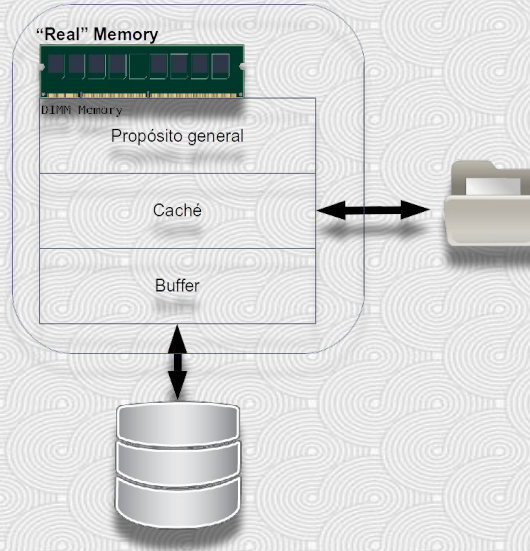 “Real” Memory
DIMM Memory
Propósito general
Caché
Buffer